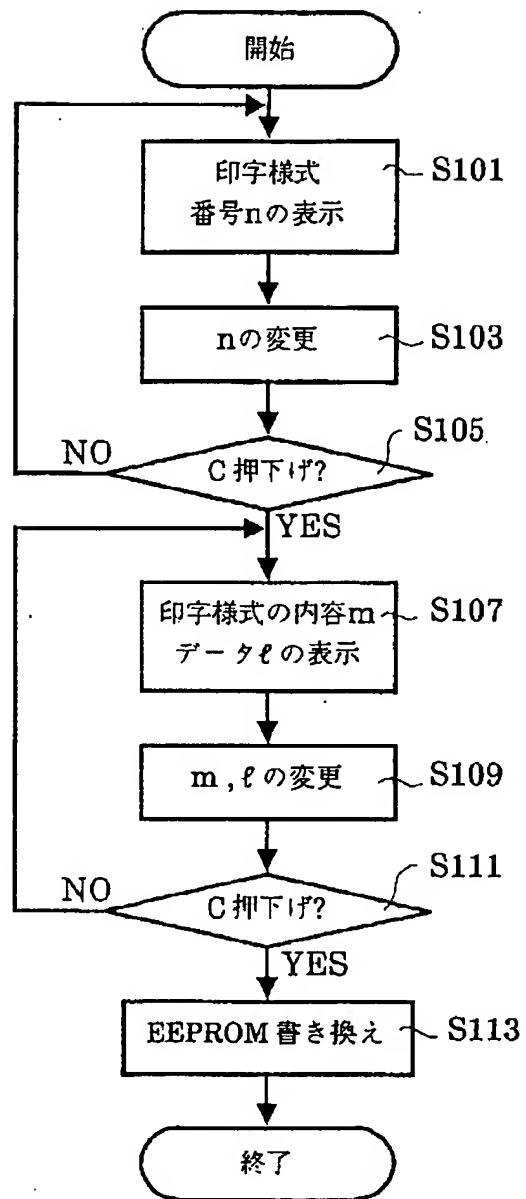 開始
印字様式
番号nの表示
S101
nの変更
S103
C押下げ?
S105
NO
YES
印字様式の内容m
データℓの表示
S107
m,ℓの変更
S109
C押下げ?
S111
NO
YES
EEPROM書き換え
S113
終了